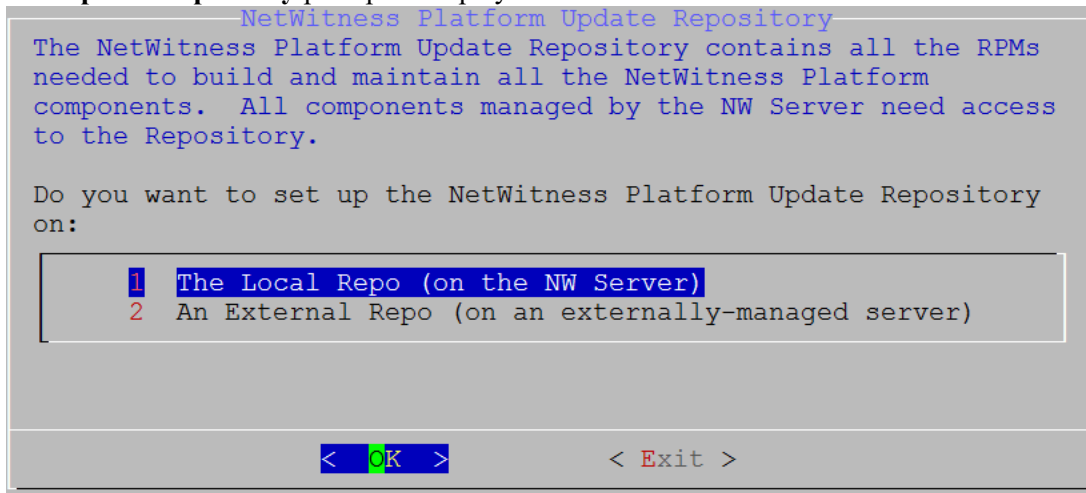 NetWitness Platform Update Repository
The NetWitness Platform Update Repository contains all the RPMs
needed to build and maintain all the NetWitness Platform
components.  All components managed by the NW Server need access
to the Repository.
Do you want to set up the NetWitness Platform Update Repository
on:
1  The Local Repo (on the NW Server)
2  An External Repo (on an externally-managed server)
<  OK  >    < Exit >